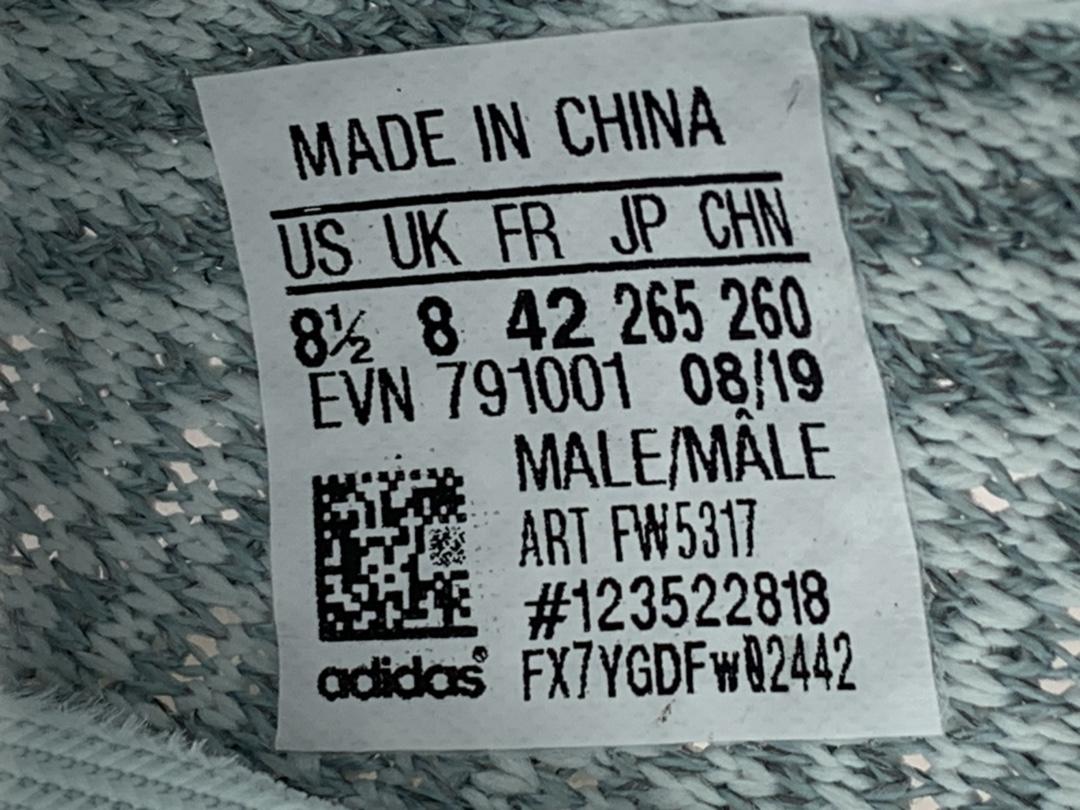 MADE IN CHINA
US UK FR JP CHN
8½ 8 42 265 260
EVN 791001 08/19
MALE/MÂLE
ART FW5317
#123522818
FX7YGDFw02442
adidas®